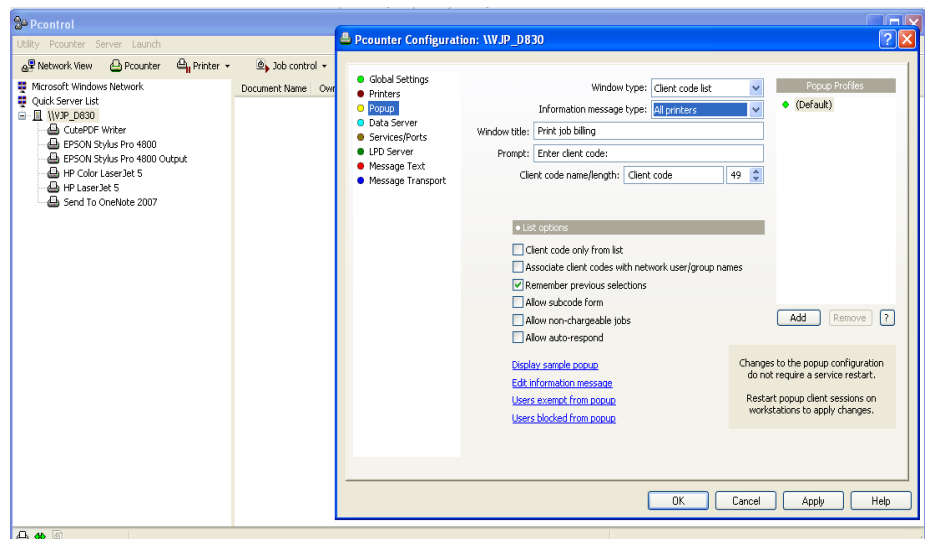 Pcontrol
Utility Pcounter Server Launch
Network View Pcounter Printer Job control
Microsoft Windows Network
Quick Server List
\\VJP_D830
CutePDF Writer
EPSON Stylus Pro 4800
EPSON Stylus Pro 4800 Output
HP Color LaserJet 5
HP LaserJet 5
Send To OneNote 2007
Document Name Owr
Pcounter Configuration: \\VJP_D830
Global Settings
Printers
Popup
Data Server
Services/Ports
LPD Server
Message Text
Message Transport
Window type: Client code list
Information message type: All printers
Window title: Print job billing
Prompt: Enter client code:
Client code name/length: Client code 49
List options
Client code only from list
Associate client codes with network user/group names
Remember previous selections
Allow subcode form
Allow non-chargeable jobs
Allow auto-respond
Display sample popup
Edit information message
Users exempt from popup
Users blocked from popup
Popup Profiles
(Default)
Add Remove ?
Changes to the popup configuration
do not require a service restart.
Restart popup client sessions on
workstations to apply changes.
OK Cancel Apply Help